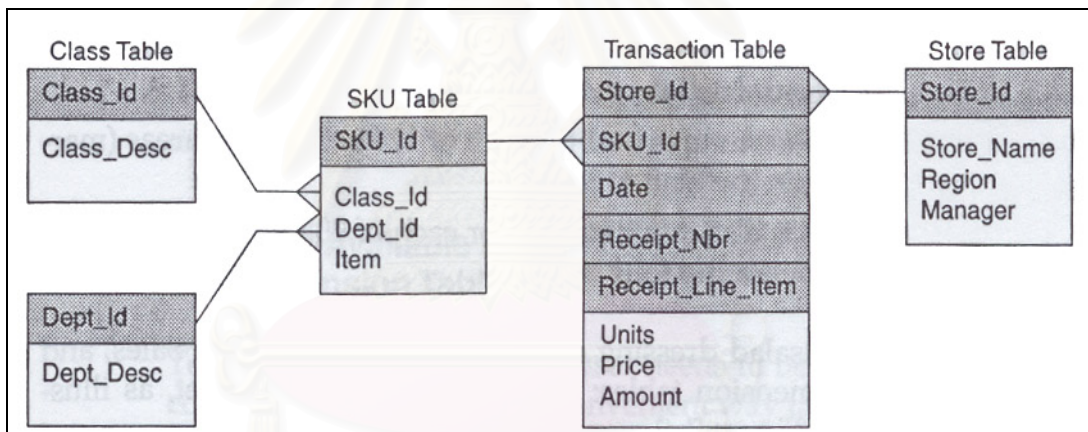 Class Table
Class_Id
Class_Desc
Dept_Id
Dept_Desc
SKU Table
SKU_Id
Class_Id
Dept_Id
Item
Transaction Table
Store_Id
SKU_Id
Date
Receipt_Nbr
Receipt_Line_Item
Units
Price
Amount
Store Table
Store_Id
Store_Name
Region
Manager